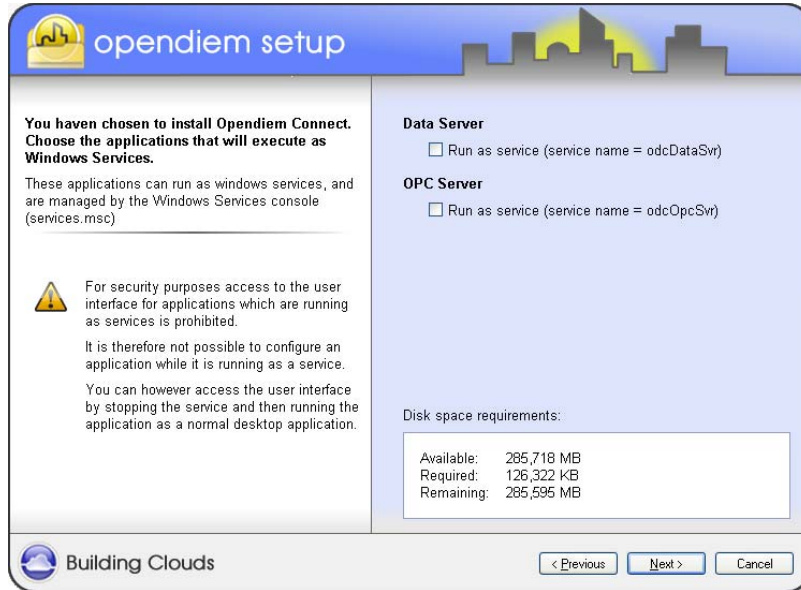 opendiem setup
You haven chosen to install Opendiem Connect.
Choose the applications that will execute as
Windows Services.
These applications can run as windows services, and
are managed by the Windows Services console
(services.msc)
For security purposes access to the user
interface for applications which are running
as services is prohibited.
It is therefore not possible to configure an
application while it is running as a service.
You can however access the user interface
by stopping the service and then running the
application as a normal desktop application.
Data Server
Run as service (service name = odcDataSvr)
OPC Server
Run as service (service name = odcOpcSvr)
Disk space requirements:
Available: 285,718 MB
Required: 126,322 KB
Remaining: 285,595 MB
Building Clouds
< Previous
Next >
Cancel